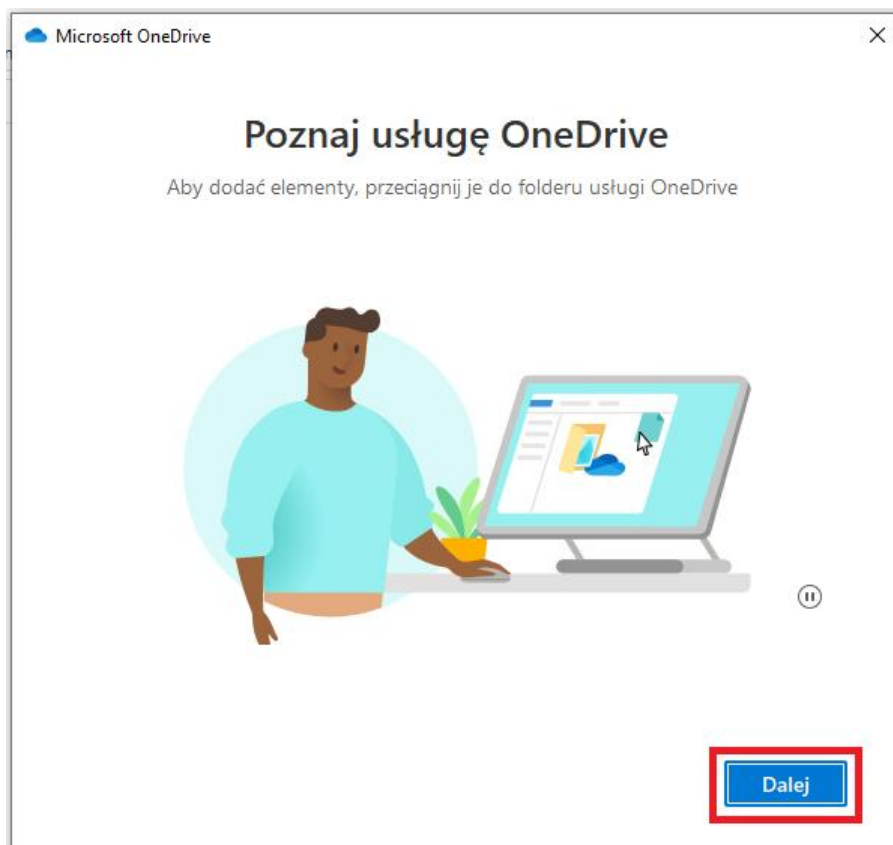 Microsoft OneDrive
Poznaj usługę OneDrive
Aby dodać elementy, przeciągnij je do folderu usługi OneDrive
Dalej